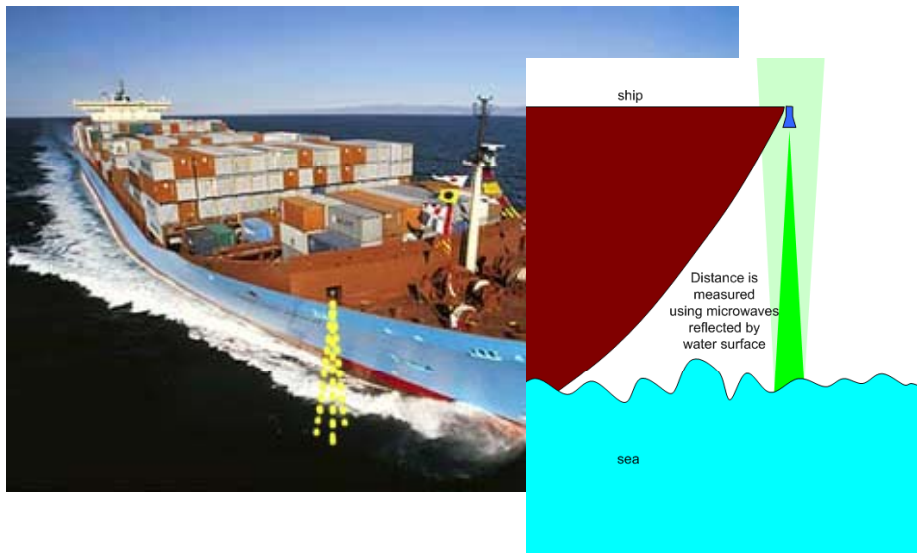 ship
Distance is
measured
using microwaves
reflected by
water surface
sea